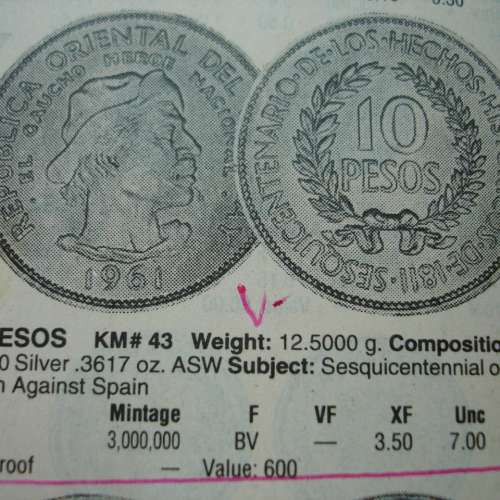 REPUBLICA ORIENTAL DEL
EL GAUCHO HEROE NACIONAL
1961
SESQUICENTENARIO·DE·LOS·HECHOS
DE·1811
10
PESOS
V
ESOS KM# 43 Weight: 12.5000 g. Compositio
0 Silver .3617 oz. ASW Subject: Sesquicentennial o
n Against Spain
Mintage F VF XF Unc
3,000,000 BV — 3.50 7.00
roof — Value: 600